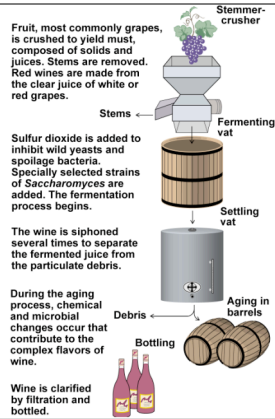 Stemmer-
crusher
Fruit, most commonly grapes,
is crushed to yield must,
composed of solids and
juices. Stems are removed.
Red wines are made from
the clear juice of white or
red grapes.
Stems
Fermenting
vat
Sulfur dioxide is added to
inhibit wild yeasts and
spoilage bacteria.
Specially selected strains
of Saccharomyces are
added. The fermentation
process begins.
Settling
vat
The wine is siphoned
several times to separate
the fermented juice from
the particulate debris.
During the aging
process, chemical
and microbial
changes occur that
contribute to the
complex flavors of
wine.
Debris
Aging in
barrels
Bottling
Wine is clarified
by filtration and
bottled.